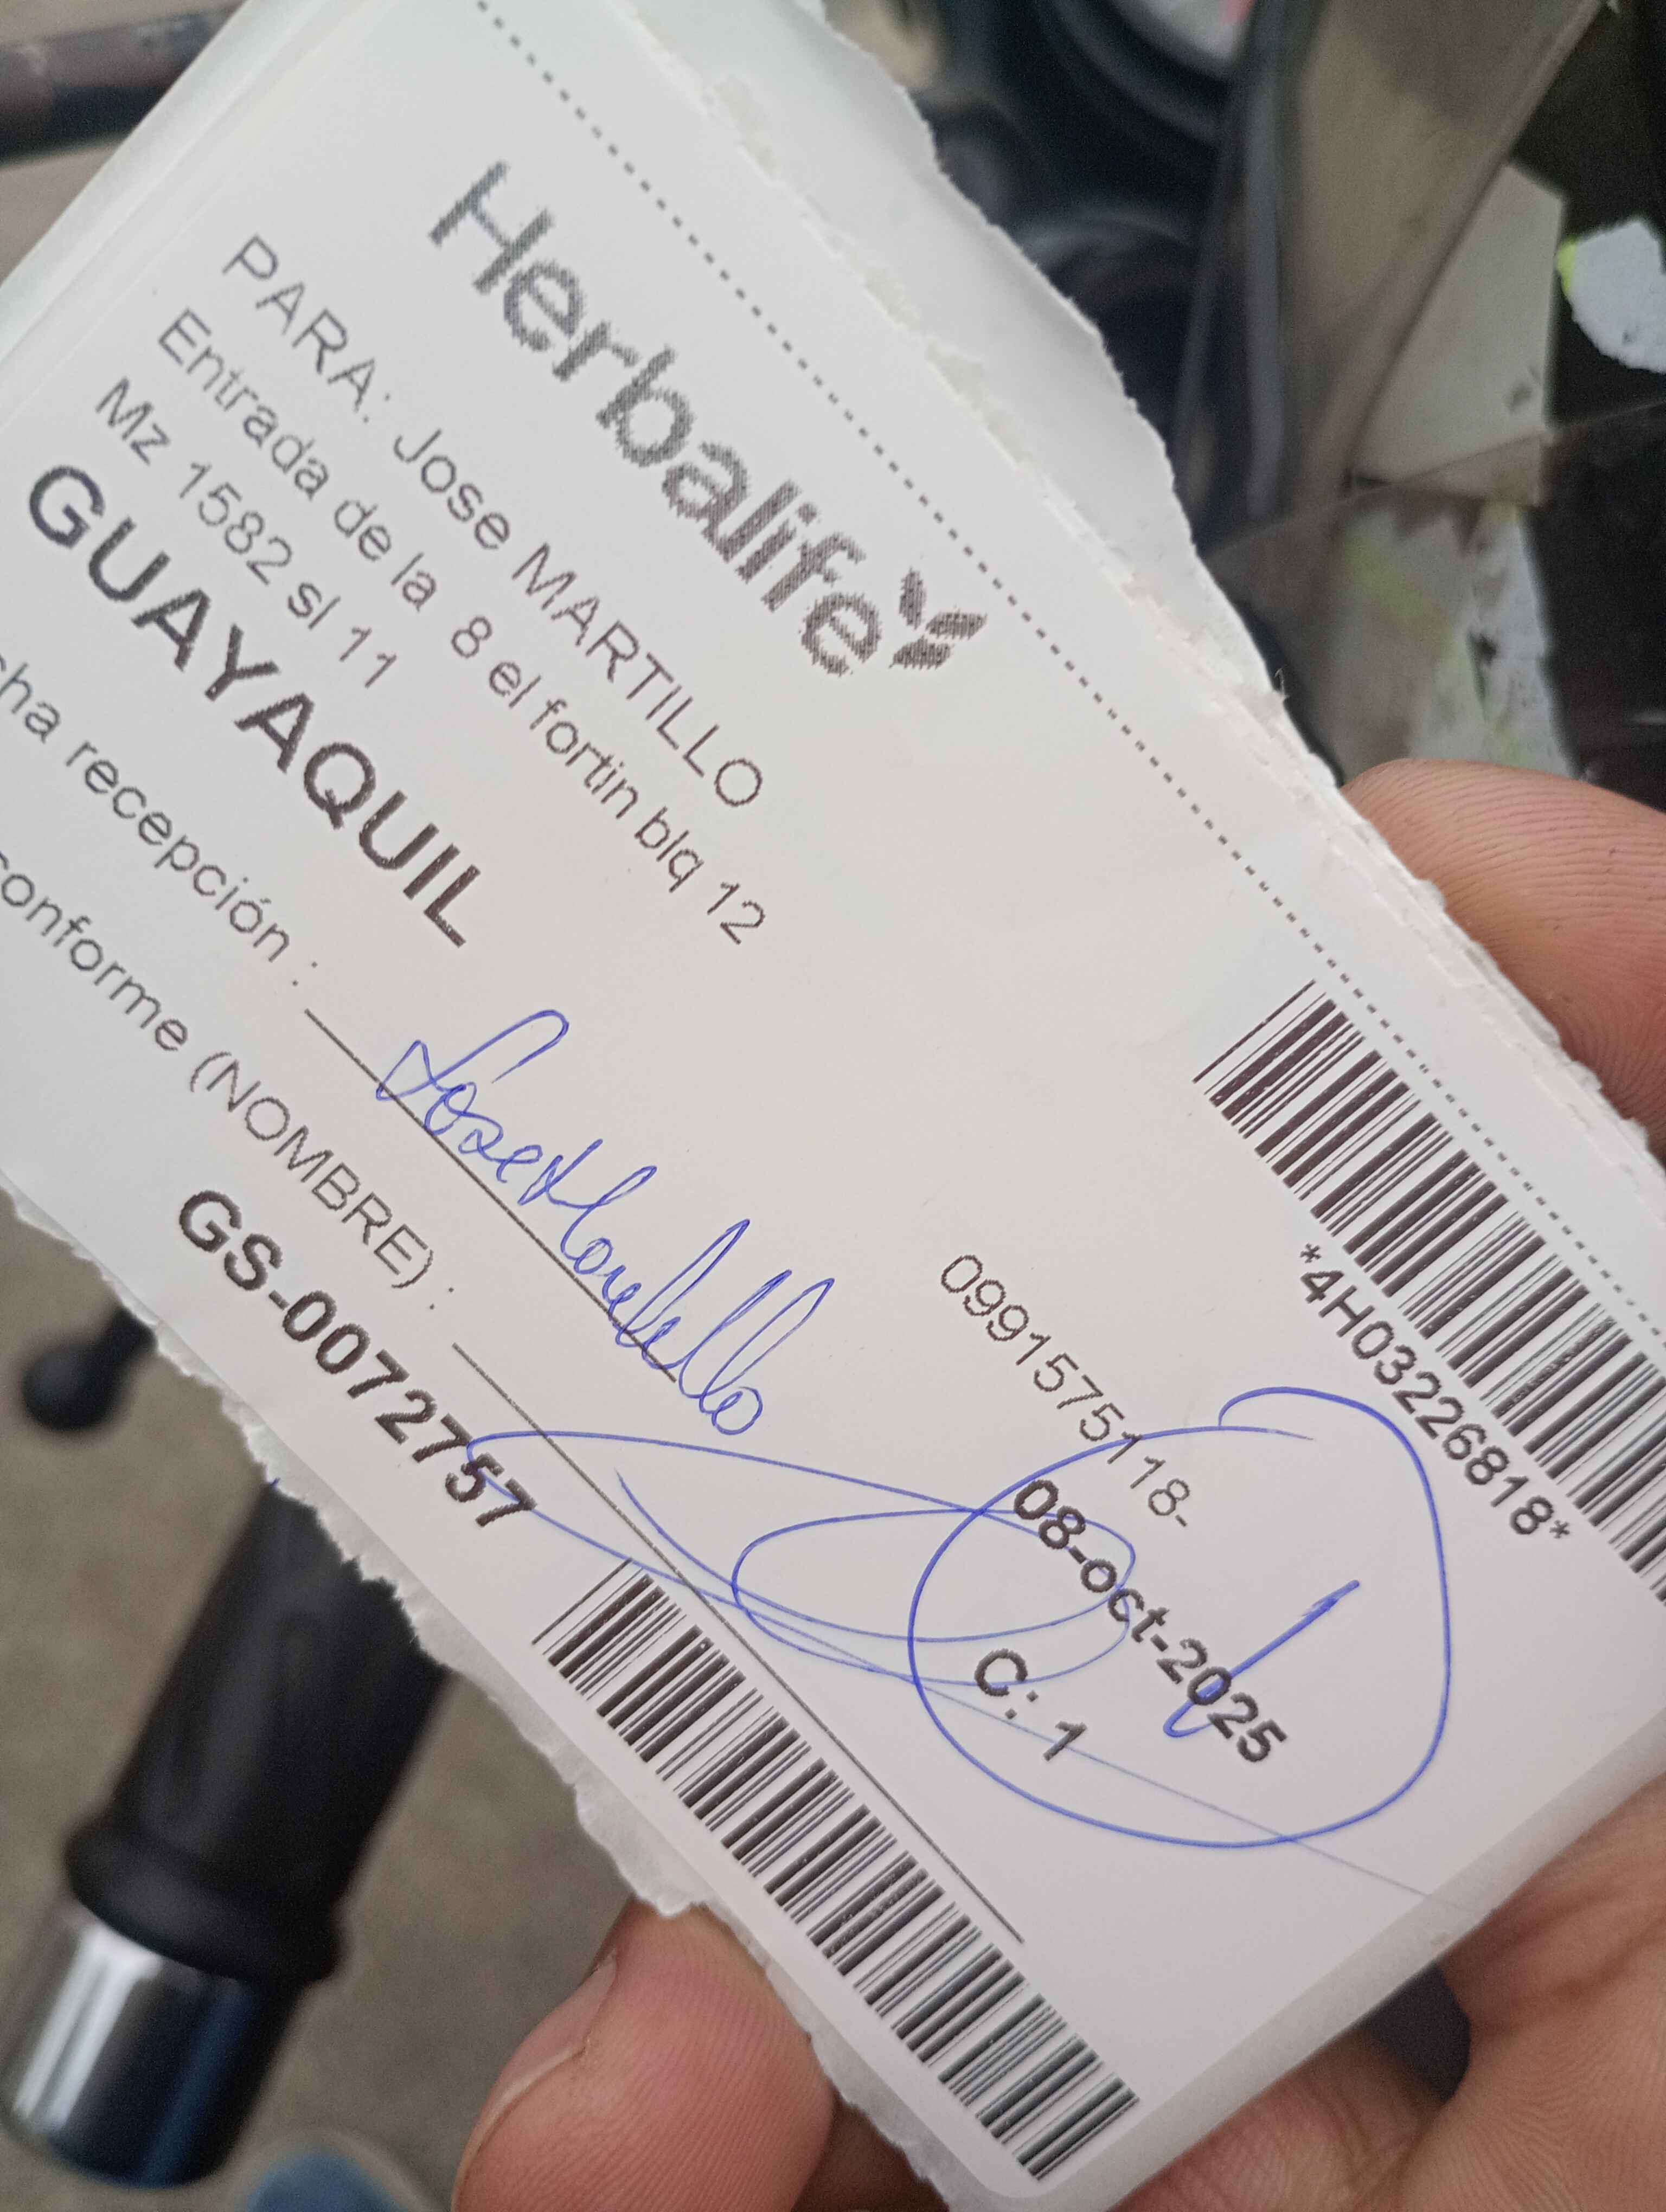 Herbalife
*4H03226818*
PARA: Jose MARTILLO
Entrada de la 8 el fortin blq 12
Mz 1582 sl 11
0991575118-
GUAYAQUIL
08-oct-2025
cha recepción :
C: 1
conforme (NOMBRE) :
GS-0072757